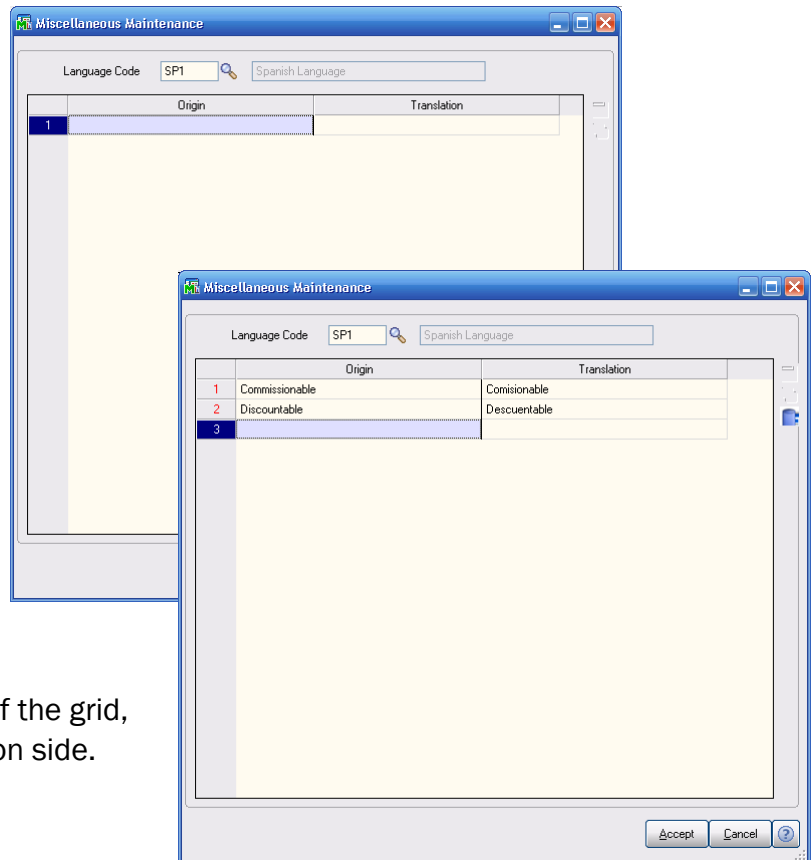 Miscellaneous Maintenance
Language Code SP1 Spanish Language
Origin Translation
1
Miscellaneous Maintenance
Language Code SP1 Spanish Language
Origin Translation
1 Commissionable Comisionable
2 Discountable Descuentable
3
f the grid,
on side.
Accept Cancel ?